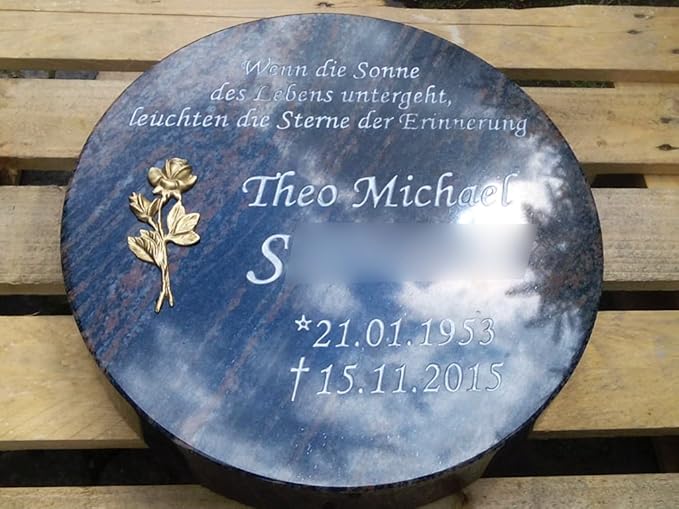 Wenn die Sonne
des Lebens untergeht,
leuchten die Sterne der Erinnerung
Theo Michael
S
*21.01.1953
†15.11.2015